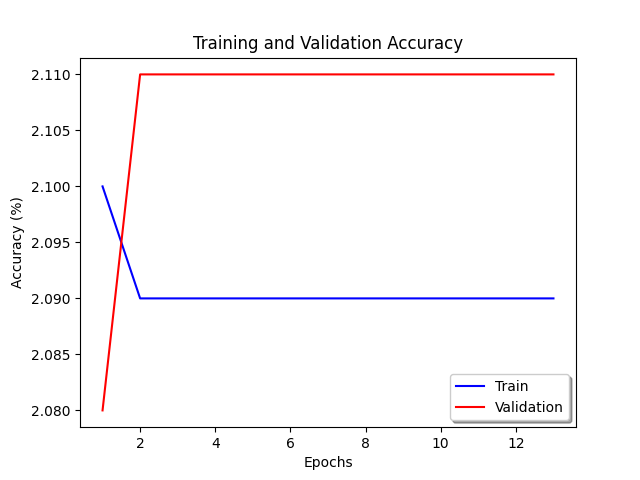 Training and Validation Accuracy
Accuracy (%)
2.110
2.105
2.100
2.095
2.090
2.085
2.080
2 4 6 8 10 12
Epochs
Train
Validation